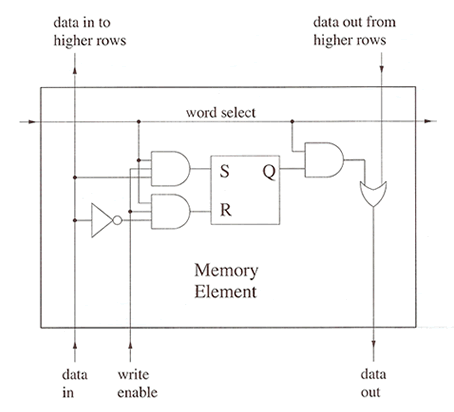 data in to
higher rows
data out from
higher rows
word select
S
Q
R
Memory
Element
data
in
write
enable
data
out